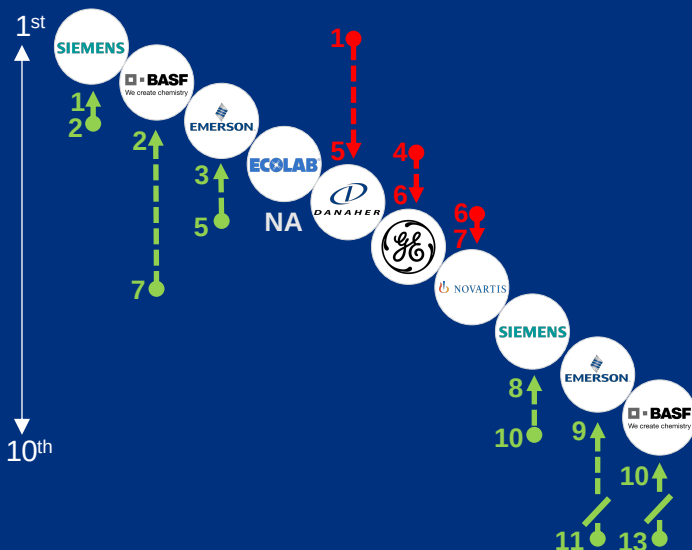 1st
SIEMENS
1
2
BASF
We create chemistry
2
7
EMERSON
3
5
ECOLAB
NA
1
5
DANAHER
4
6
GE
6
7
NOVARTIS
SIEMENS
8
10
EMERSON
9
11
BASF
We create chemistry
10
13
10th